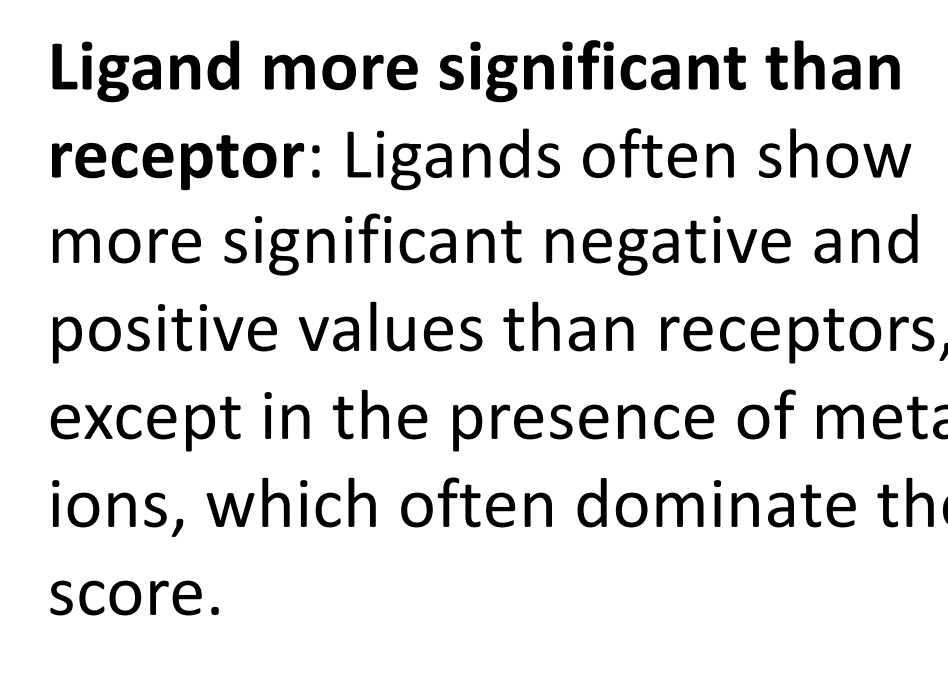 Ligand more significant than
receptor: Ligands often show
more significant negative and
positive values than receptors,
except in the presence of meta
ions, which often dominate the
score.